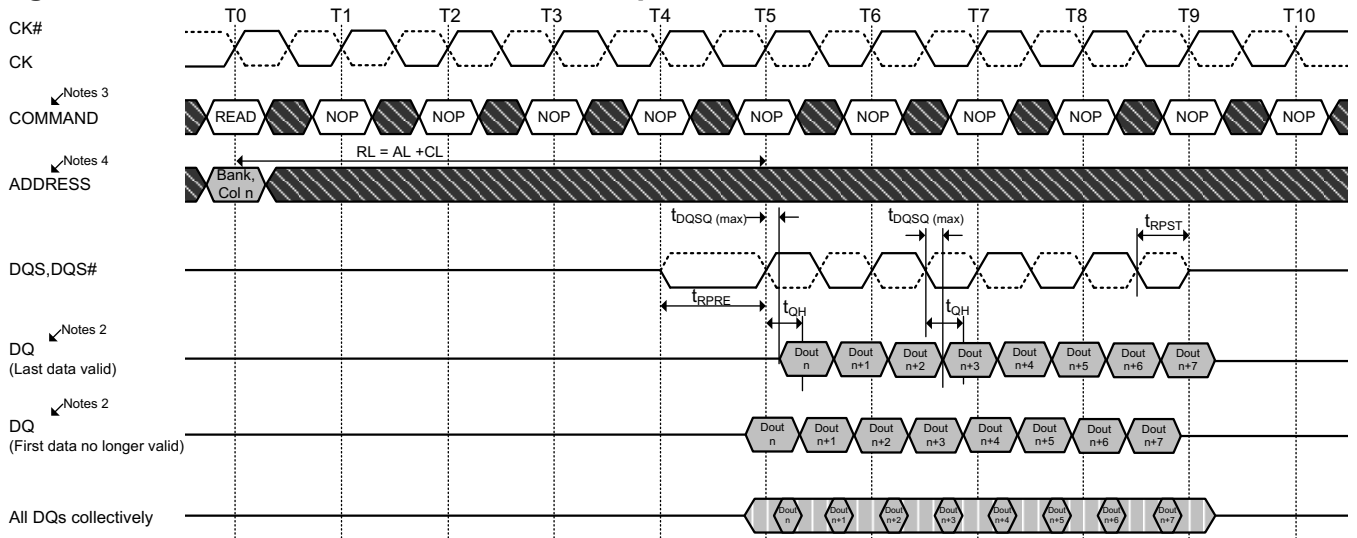 T0 T1 T2 T3 T4 T5 T6 T7 T8 T9 T10
CK#
CK
Notes 3
COMMAND
READ NOP NOP NOP NOP NOP NOP NOP NOP NOP NOP
Notes 4
ADDRESS
RL = AL +CL
Bank,
Col n
tDQSQ (max)
tDQSQ (max)
tRPST
DQS,DQS#
tRPRE
tQH
tQH
Notes 2
DQ
(Last data valid)
Dout n Dout n+1 Dout n+2 Dout n+3 Dout n+4 Dout n+5 Dout n+6 Dout n+7
Notes 2
DQ
(First data no longer valid)
Dout n Dout n+1 Dout n+2 Dout n+3 Dout n+4 Dout n+5 Dout n+6 Dout n+7
All DQs collectively
Dout n Dout n+1 Dout n+2 Dout n+3 Dout n+4 Dout n+5 Dout n+6 Dout n+7